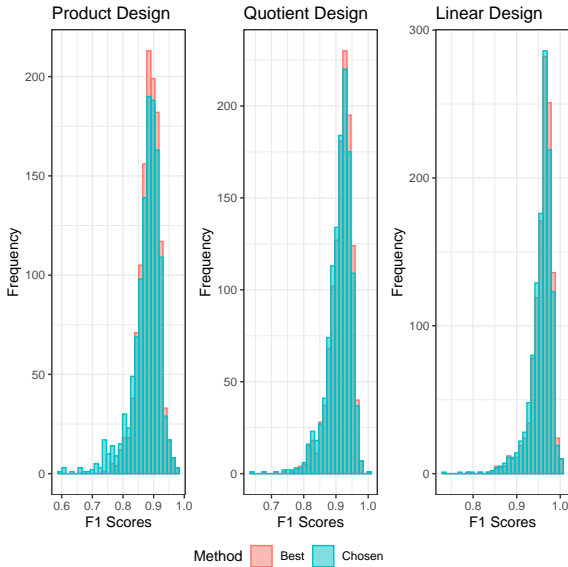 Product Design
Quotient Design
Linear Design
Frequency
200
150
100
50
0
0.6 0.7 0.8 0.9 1.0
F1 Scores
Frequency
200
150
100
50
0
0.7 0.8 0.9 1.0
F1 Scores
Frequency
300
200
100
0
0.8 0.9 1.0
F1 Scores
Method Best Chosen